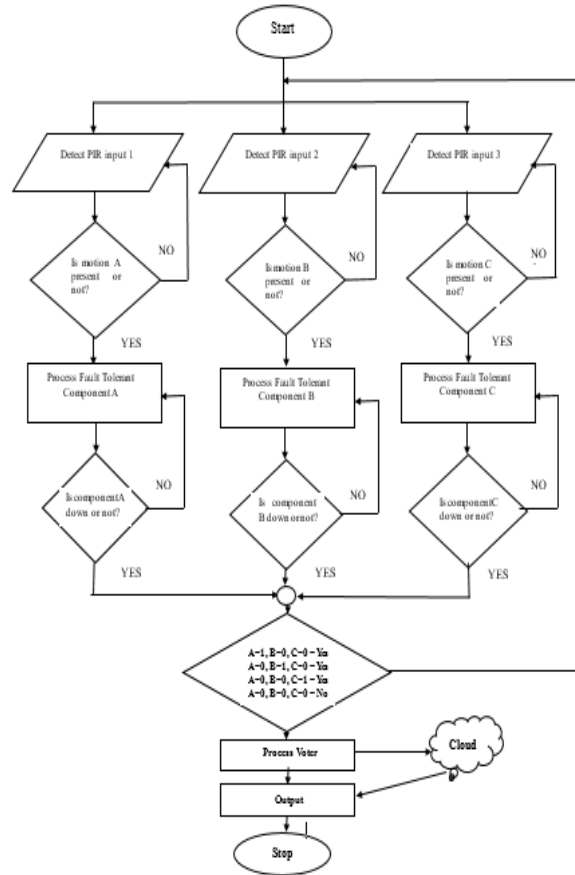 Start
Detect PIR input 1
Detect PIR input 2
Detect PIR input 3
NO
NO
NO
Is motion A
present or
not?
Is motion B
present or
not?
Is motion C
present or
not?
YES
YES
YES
Process Fault Tolerant
Component A
Process Fault Tolerant
Component B
Process Fault Tolerant
Component C
NO
NO
NO
Is component A
down or not?
Is component
B down or not?
Is component C
down or not?
YES
YES
YES
A=1, B=0, C=0 = Yes
A=0, B=1, C=0 = Yes
A=0, B=0, C=1 = Yes
A=0, B=0, C=0 = No
Process Voter
Cloud
Output
Stop